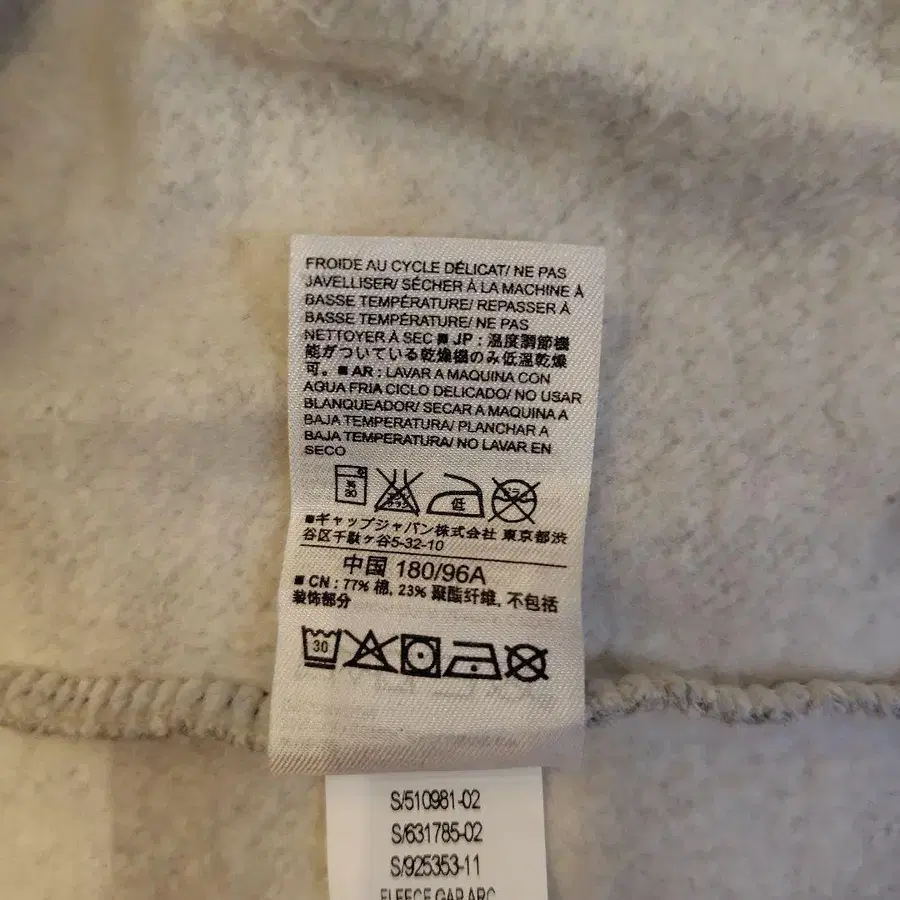 FROIDE AU CYCLE DÉLICAT/ NE PAS
JAVELLISER/ SÉCHER À LA MACHINE À
BASSE TEMPÉRATURE/ REPASSER À
BASSE TEMPÉRATURE/ NE PAS
NETTOYER À SEC ■ JP : 温度調節機
能がついている乾燥機のみ低温乾燥
可。 ■ AR : LAVAR A MAQUINA CON
AQUA FRIA CICLO DELICADO/ NO USAR
BLANQUEADOR/ SECAR A MAQUINA A
BAJA TEMPERATURA/ PLANCHAR A
BAJA TEMPERATURA/ NO LAVAR EN
SECO
30 低
■ギャップジャパン株式会社 東京都渋
谷区千駄ヶ谷5-32-10
中国 180/96A
■ CN : 77% 棉, 23% 聚酯纤维, 不包括
装饰部分
30
S/510981-02
S/631785-02
S/925353-11
FLEECE GAP ARC